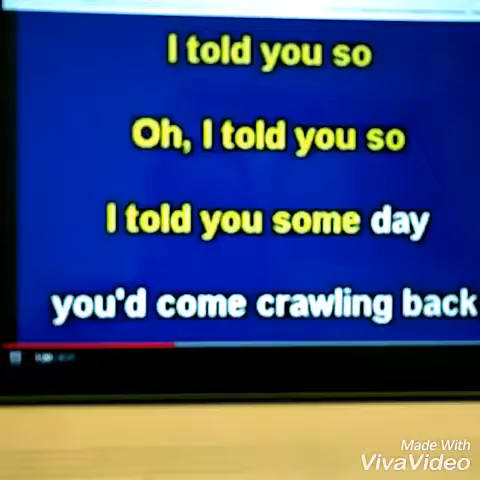 I told you so
Oh, I told you so
I told you some day
you'd come crawling back
Made With
VivaVideo